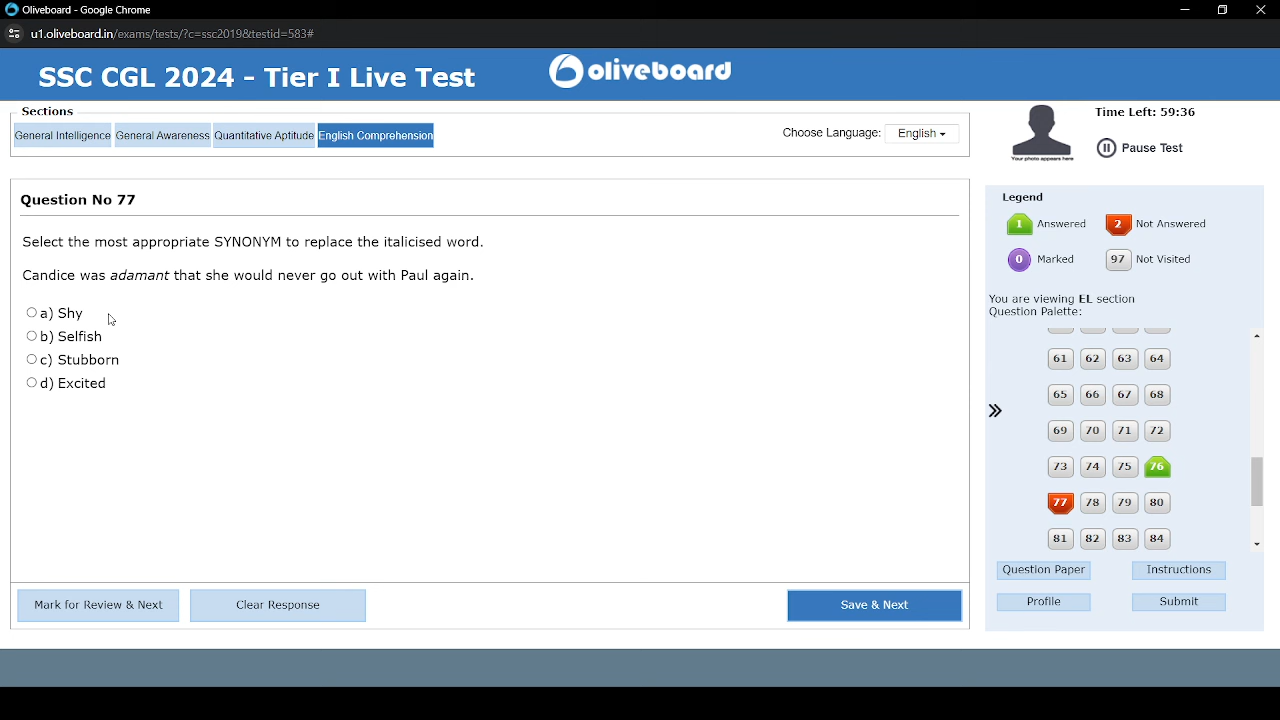 Oliveboard - Google Chrome
u1.oliveboard.in/exams/tests/?c=ssc2019&testid=583#
SSC CGL 2024 - Tier I Live Test
oliveboard
Sections
General Intelligence General Awareness Quantitative Aptitude English Comprehension
Choose Language: English
Your photo appears here
Time Left: 59:36
Pause Test
Question No 77
Select the most appropriate SYNONYM to replace the italicised word.
Candice was adamant that she would never go out with Paul again.
a) Shy
b) Selfish
c) Stubborn
d) Excited
Mark for Review & Next
Clear Response
Save & Next
Legend
1 Answered 2 Not Answered
0 Marked 97 Not Visited
You are viewing EL section
Question Palette:
61 62 63 64
65 66 67 68
69 70 71 72
73 74 75 76
77 78 79 80
81 82 83 84
Question Paper Instructions
Profile Submit